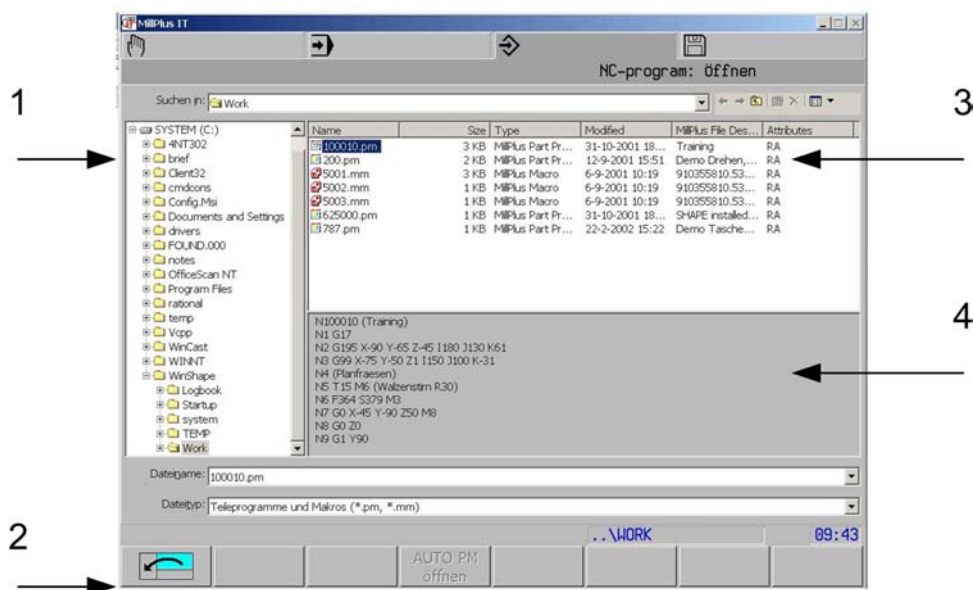 MillPlus IT
NC-program: öffnen
1
3
Suchen in: Work
SYSTEM (C:)
4NT302
brief
Client32
cmdcons
Config.Msi
Documents and Settings
drivers
FOUND.000
notes
OfficeScan NT
Program Files
rational
temp
Vcpp
WinCast
WINNT
WinShape
Logbook
Startup
system
TEMP
Work
Name Size Type Modified MillPlus File Des... Attributes
100010.pm 3 KB MillPlus Part Pr... 31-10-2001 18... Training RA
200.pm 2 KB MillPlus Part Pr... 12-9-2001 15:51 Demo Drehen,... RA
5001.mm 3 KB MillPlus Macro 6-9-2001 10:19 910355810.53... RA
5002.mm 1 KB MillPlus Macro 6-9-2001 10:19 910355810.53... RA
5003.mm 1 KB MillPlus Macro 6-9-2001 10:19 910355810.53... RA
625000.pm 1 KB MillPlus Part Pr... 31-10-2001 18... SHAPE installed... RA
787.pm 1 KB MillPlus Part Pr... 22-2-2002 15:22 Demo Tasche... RA
4
N100010 (Training)
N1 G17
N2 G195 X-90 Y-65 Z-45 I180 J130 K61
N3 G99 X-75 Y-50 Z1 I150 J100 K-31
N4 (Planfraesen)
N5 T15 M6 (Walzenstirn R30)
N6 F364 S379 M3
N7 G0 X-45 Y-90 Z50 M8
N8 G0 Z0
N9 G1 Y90
Dateiname: 100010.pm
Dateityp: Teileprogramme und Makros (*.pm, *.mm)
2
..\WORK 09:43
AUTO PM
öffnen